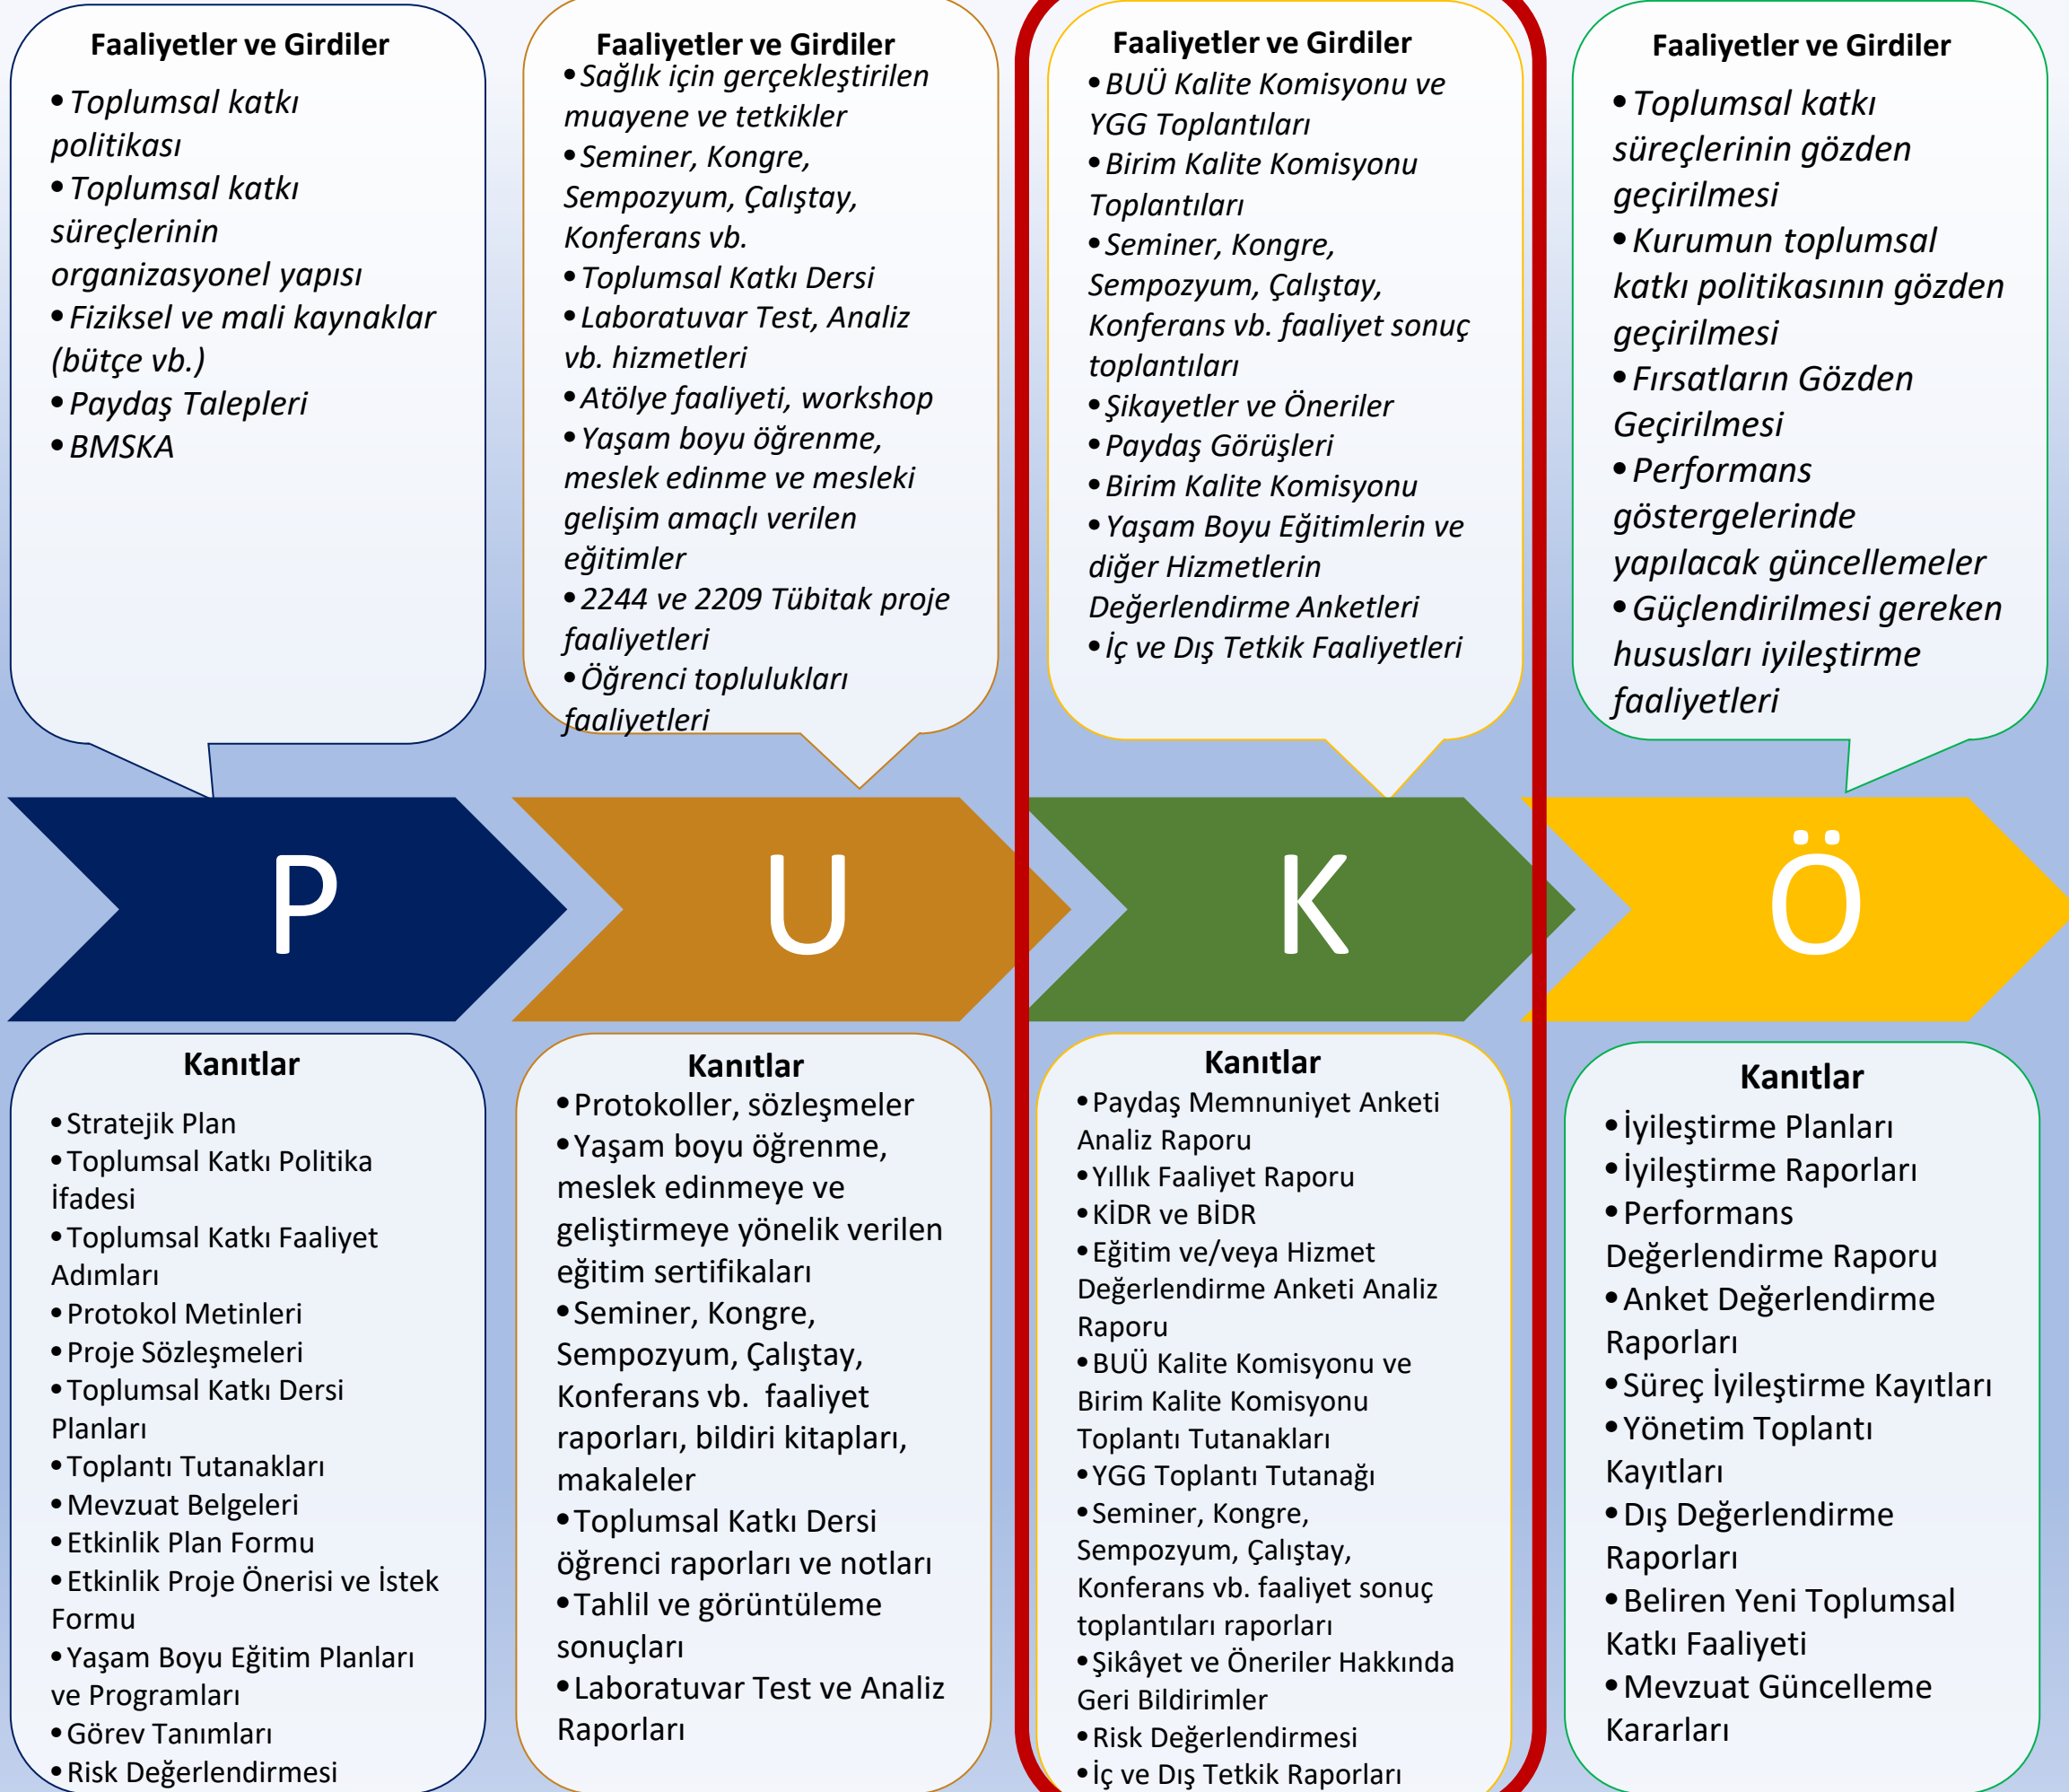 Faaliyetler ve Girdiler
• Toplumsal katkı
politikası
• Toplumsal katkı
süreçlerinin
organizasyonel yapısı
• Fiziksel ve mali kaynaklar
(bütçe vb.)
• Paydaş Talepleri
• BMSKA
Faaliyetler ve Girdiler
• Sağlık için gerçekleştirilen
muayene ve tetkikler
• Seminer, Kongre,
Sempozyum, Çalıştay,
Konferans vb.
• Toplumsal Katkı Dersi
• Laboratuvar Test, Analiz
vb. hizmetleri
• Atölye faaliyeti, workshop
• Yaşam boyu öğrenme,
meslek edinme ve mesleki
gelişim amaçlı verilen
eğitimler
• 2244 ve 2209 Tübitak proje
faaliyetleri
• Öğrenci toplulukları
faaliyetleri
Faaliyetler ve Girdiler
• BUÜ Kalite Komisyonu ve
YGG Toplantıları
• Birim Kalite Komisyonu
Toplantıları
• Seminer, Kongre,
Sempozyum, Çalıştay,
Konferans vb. faaliyet sonuç
toplantıları
• Şikayetler ve Öneriler
• Paydaş Görüşleri
• Birim Kalite Komisyonu
• Yaşam Boyu Eğitimlerin ve
diğer Hizmetlerin
Değerlendirme Anketleri
• İç ve Dış Tetkik Faaliyetleri
Faaliyetler ve Girdiler
• Toplumsal katkı
süreçlerinin gözden
geçirilmesi
• Kurumun toplumsal
katkı politikasının gözden
geçirilmesi
• Fırsatların Gözden
Geçirilmesi
• Performans
göstergelerinde
yapılacak güncellemeler
• Güçlendirilmesi gereken
hususları iyileştirme
faaliyetleri
P
U
K
Ö
Kanıtlar
• Stratejik Plan
• Toplumsal Katkı Politika
İfadesi
• Toplumsal Katkı Faaliyet
Adımları
• Protokol Metinleri
• Proje Sözleşmeleri
• Toplumsal Katkı Dersi
Planları
• Toplantı Tutanakları
• Mevzuat Belgeleri
• Etkinlik Plan Formu
• Etkinlik Proje Önerisi ve İstek
Formu
• Yaşam Boyu Eğitim Planları
ve Programları
• Görev Tanımları
• Risk Değerlendirmesi
Kanıtlar
• Protokoller, sözleşmeler
• Yaşam boyu öğrenme,
meslek edinmeye ve
geliştirmeye yönelik verilen
eğitim sertifikaları
• Seminer, Kongre,
Sempozyum, Çalıştay,
Konferans vb. faaliyet
raporları, bildiri kitapları,
makaleler
• Toplumsal Katkı Dersi
öğrenci raporları ve notları
• Tahlil ve görüntüleme
sonuçları
• Laboratuvar Test ve Analiz
Raporları
Kanıtlar
• Paydaş Memnuniyet Anketi
Analiz Raporu
• Yıllık Faaliyet Raporu
• KİDR ve BİDR
• Eğitim ve/veya Hizmet
Değerlendirme Anketi Analiz
Raporu
• BUÜ Kalite Komisyonu ve
Birim Kalite Komisyonu
Toplantı Tutanakları
• YGG Toplantı Tutanağı
• Seminer, Kongre,
Sempozyum, Çalıştay,
Konferans vb. faaliyet sonuç
toplantıları raporları
• Şikâyet ve Öneriler Hakkında
Geri Bildirimler
• Risk Değerlendirmesi
• İç ve Dış Tetkik Raporları
Kanıtlar
• İyileştirme Planları
• İyileştirme Raporları
• Performans
Değerlendirme Raporu
• Anket Değerlendirme
Raporları
• Süreç İyileştirme Kayıtları
• Yönetim Toplantı
Kayıtları
• Dış Değerlendirme
Raporları
• Beliren Yeni Toplumsal
Katkı Faaliyeti
• Mevzuat Güncelleme
Kararları